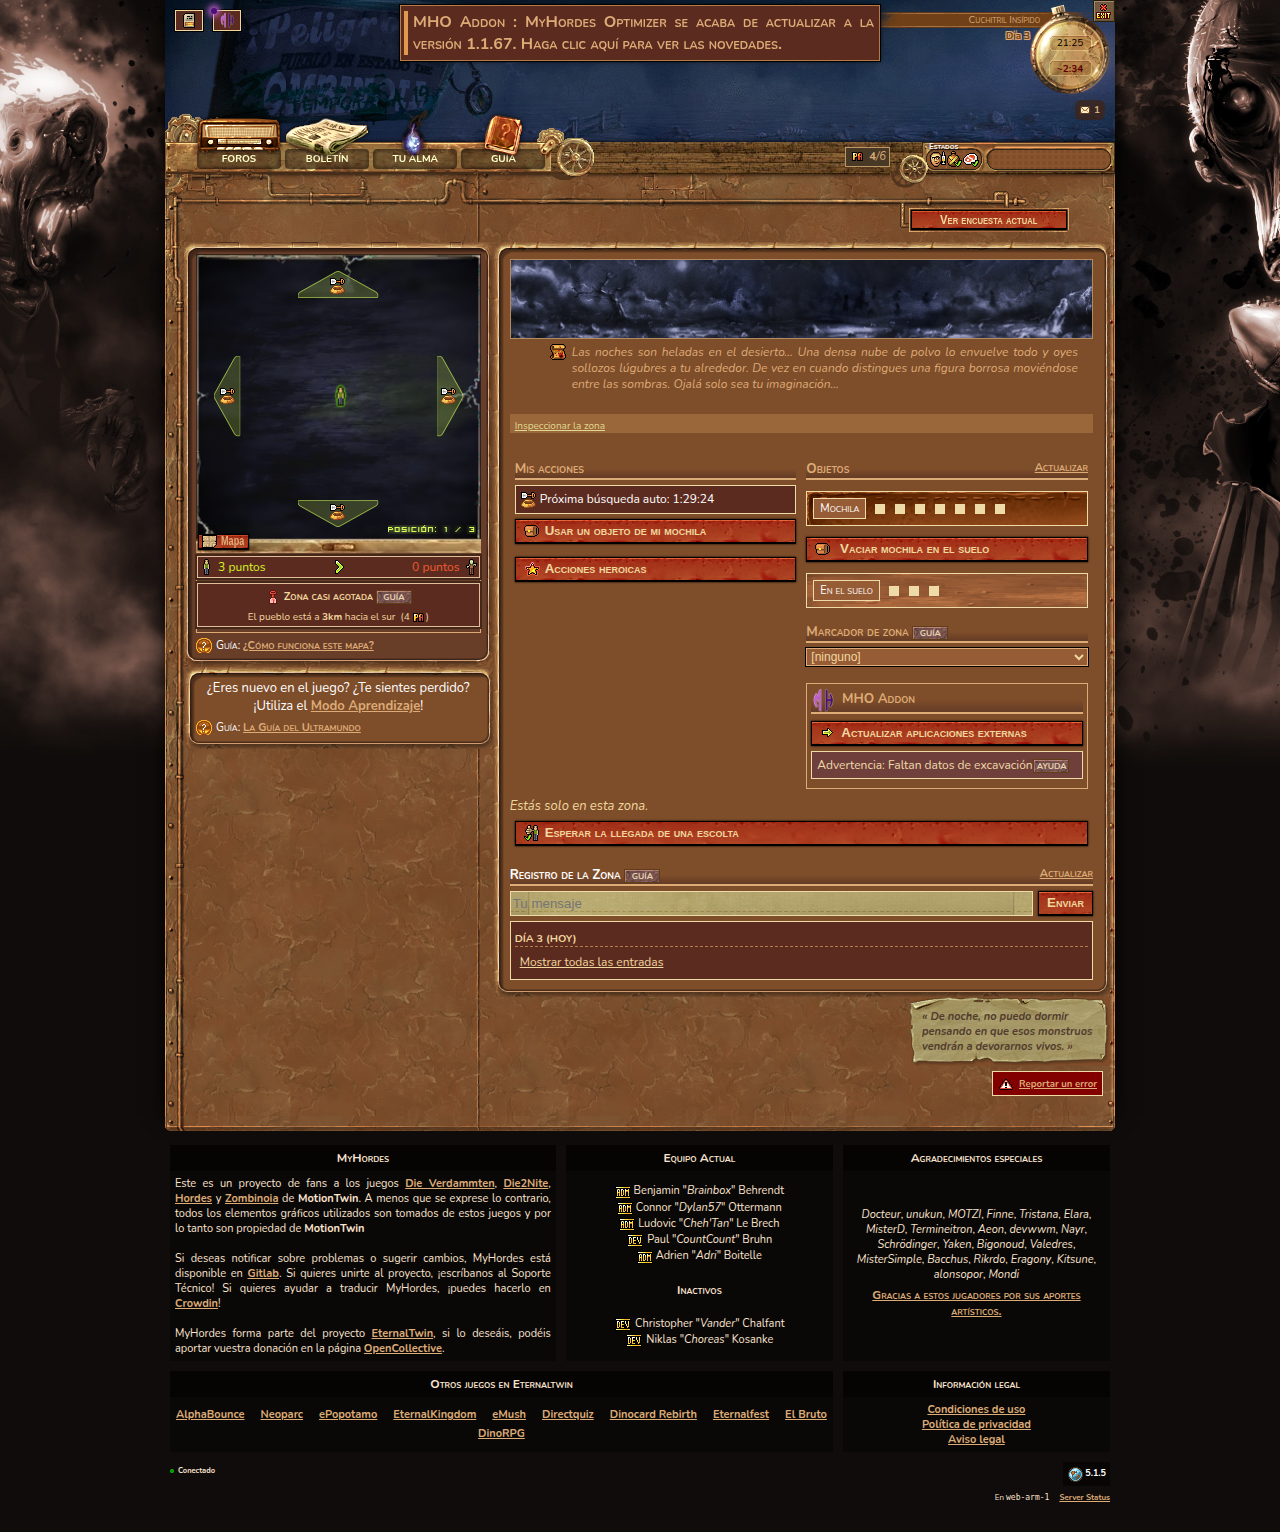 MHO Addon : MyHordes Optimizer se acaba de actualizar a la
versión 1.1.67. Haga clic aquí para ver las novedades.
Cuchitril Insípido
Día 3
EXIT
21:25
~2:34
1
FOROS
BOLETÍN
TU ALMA
GUIA
PA 4/6
Estados
Ver encuesta actual
POSICIÓN: 1 / 3
Mapa
3 puntos
0 puntos
Zona casi agotada GUÍA
El pueblo está a 3km hacia el sur (4 PA)
Guía: ¿Cómo funciona este mapa?
¿Eres nuevo en el juego? ¿Te sientes perdido?
¡Utiliza el Modo Aprendizaje!
Guía: La Guía del Ultramundo
Las noches son heladas en el desierto... Una densa nube de polvo lo envuelve todo y oyes
sollozos lúgubres a tu alrededor. De vez en cuando distingues una figura borrosa moviéndose
entre las sombras. Ojalá solo sea tu imaginación...
Inspeccionar la zona
Mis acciones
Próxima búsqueda auto: 1:29:24
Usar un objeto de mi mochila
Acciones heroicas
Objetos
Actualizar
Mochila
Vaciar mochila en el suelo
En el suelo
Marcador de zona GUÍA
[ninguno]
MHO Addon
Actualizar aplicaciones externas
Advertencia: Faltan datos de excavación AYUDA
Estás solo en esta zona.
Esperar la llegada de una escolta
Registro de la Zona GUÍA
Actualizar
Tu mensaje
Enviar
DÍA 3 (HOY)
Mostrar todas las entradas
« De noche, no puedo dormir
pensando en que esos monstruos
vendrán a devorarnos vivos. »
Reportar un error
MyHordes
Este es un proyecto de fans a los juegos Die Verdammten, Die2Nite,
Hordes y Zombinoia de MotionTwin. A menos que se exprese lo contrario,
todos los elementos gráficos utilizados son tomados de estos juegos y por
lo tanto son propiedad de MotionTwin
Si deseas notificar sobre problemas o sugerir cambios, MyHordes está
disponible en Gitlab. Si quieres unirte al proyecto, ¡escríbanos al Soporte
Técnico! Si quieres ayudar a traducir MyHordes, ¡puedes hacerlo en
Crowdin!
MyHordes forma parte del proyecto EternalTwin, si lo deseáis, podéis
aportar vuestra donación en la página OpenCollective.
Equipo Actual
ADM Benjamin "Brainbox" Behrendt
ADM Connor "Dylan57" Ottermann
ADM Ludovic "Cheh'Tan" Le Brech
DEV Paul "CountCount" Bruhn
ADM Adrien "Adri" Boitelle
Inactivos
DEV Christopher "Vander" Chalfant
DEV Niklas "Choreas" Kosanke
Agradecimientos especiales
Docteur, unukun, MOTZI, Finne, Tristana, Elara,
MisterD, Termineitron, Aeon, devwwm, Nayr,
Schrödinger, Yaken, Bigonoud, Valedres,
MisterSimple, Bacchus, Rikrdo, Eragony, Kitsune,
alonsopor, Mondi
Gracias a estos jugadores por sus aportes
artísticos.
Otros juegos en Eternaltwin
AlphaBounce Neoparc ePopotamo EternalKingdom eMush Directquiz Dinocard Rebirth Eternalfest El Bruto
DinoRPG
Información legal
Condiciones de uso
Política de privacidad
Aviso legal
Conectado
5.1.5
En web-arm-1 Server Status